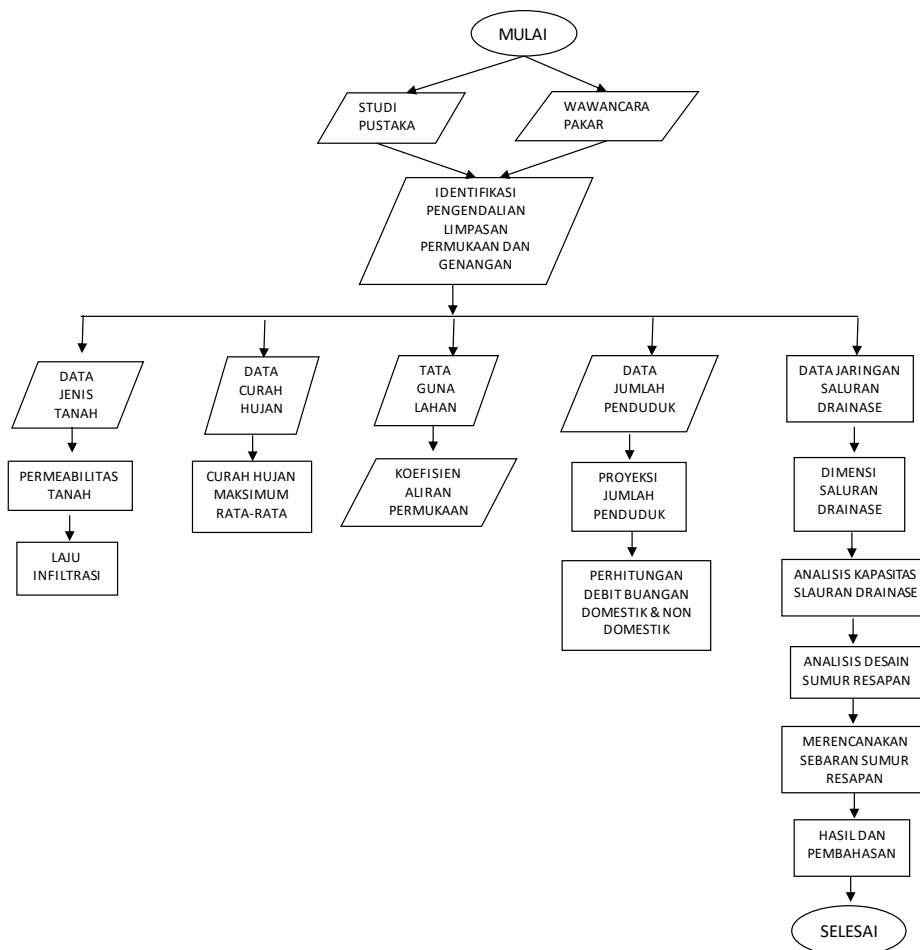 MULAI
STUDI
PUSTAKA
WAWANCARA
PAKAR
IDENTIFIKASI
PENGENDALIAN
LIMPASAN
PERMUKAAN DAN
GENANGAN
DATA
JENIS
TANAH
DATA
CURAH
HUJAN
TATA
GUNA
LAHAN
DATA
JUMLAH
PENDUDUK
DATA JARINGAN
SALURAN
DRAINASE
PERMEABILITAS
TANAH
CURAH HUJAN
MAKSIMUM
RATA-RATA
KOEFISIEN
ALIRAN
PERMUKAAN
PROYEKSI
JUMLAH
PENDUDUK
DIMENSI
SALURAN
DRAINASE
LAJU
INFILTRASI
PERHITUNGAN
DEBIT BUANGAN
DOMESTIK & NON
DOMESTIK
ANALISIS KAPASITAS
SLAURAN DRAINASE
ANALISIS DESAIN
SUMUR RESAPAN
MERENCANAKAN
SEBARAN SUMUR
RESAPAN
HASIL DAN
PEMBAHASAN
SELESAI